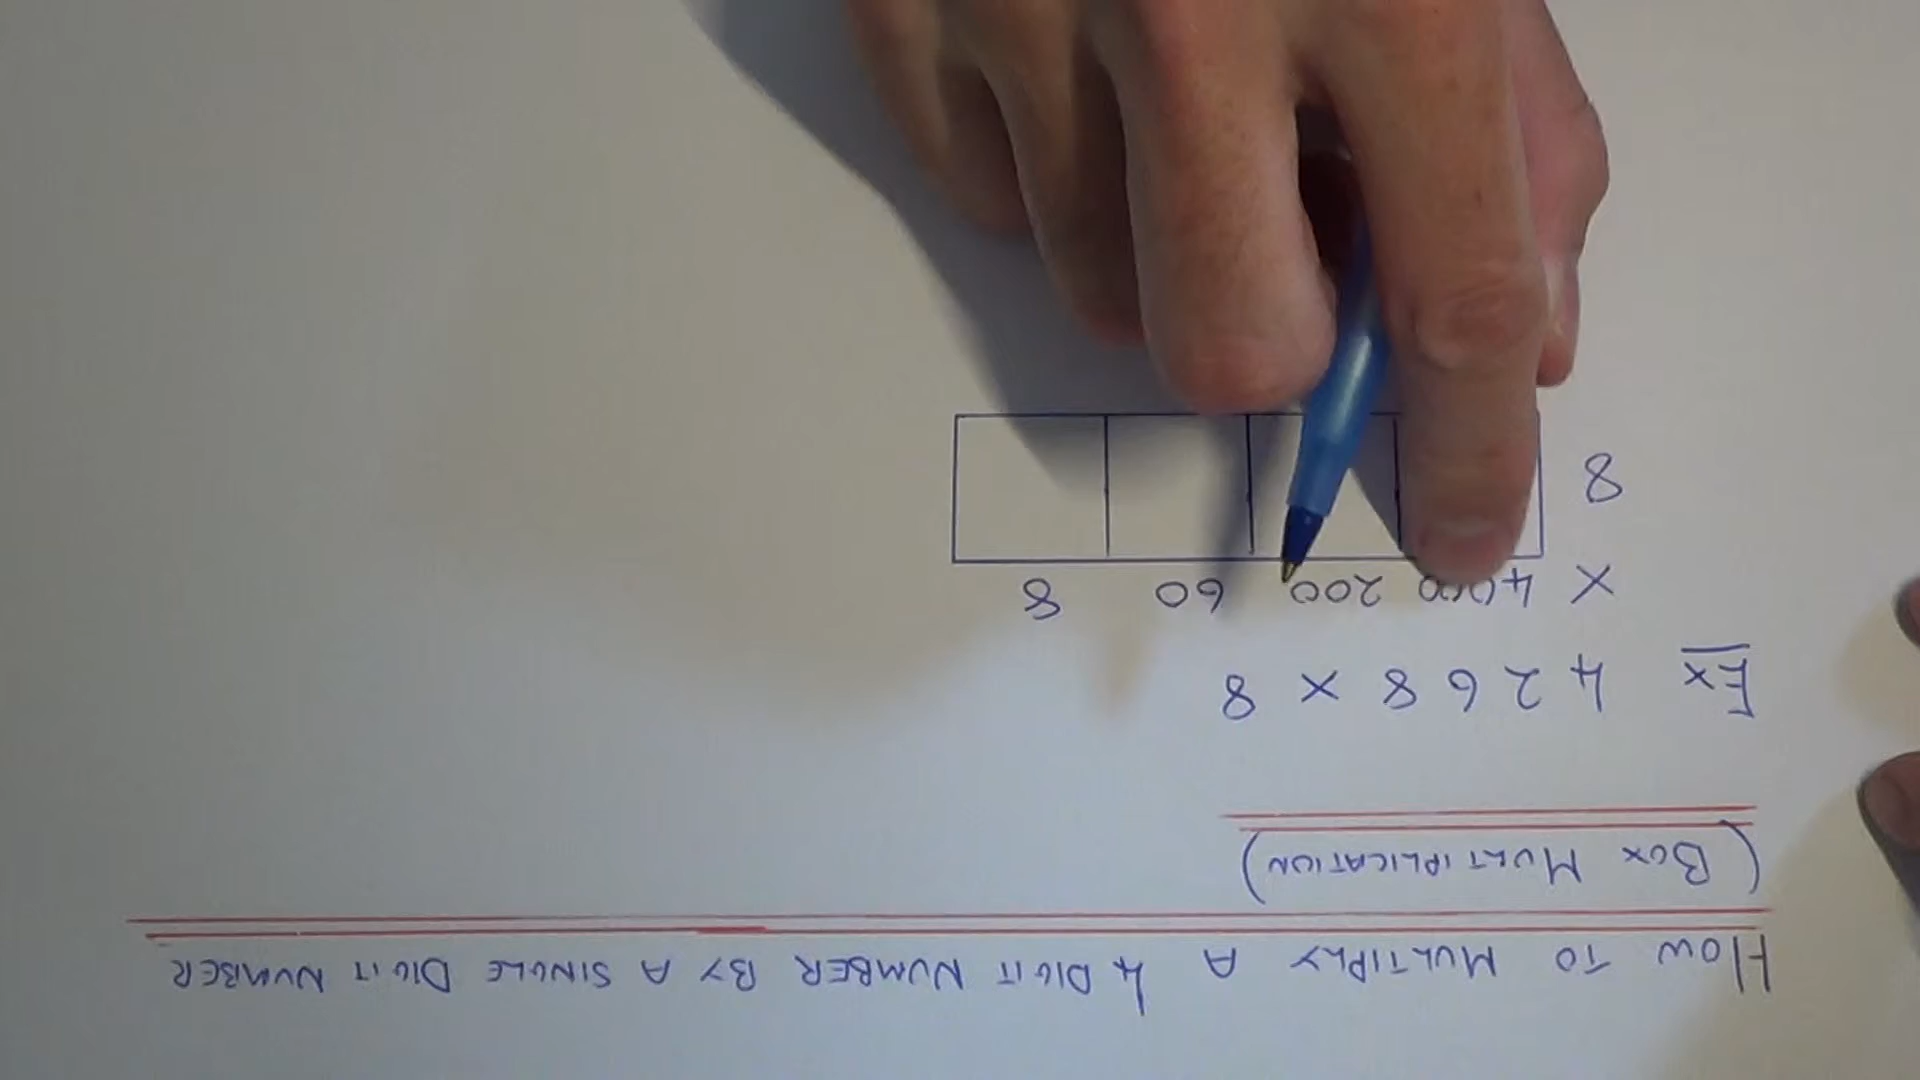 HOW TO MULTIPLY A 4 DIGIT NUMBER BY A SINGLE DIGIT NUMBER
(BOX MULTIPLICATION)
Ex 4268 x 8
x 4000 200 60 8
8